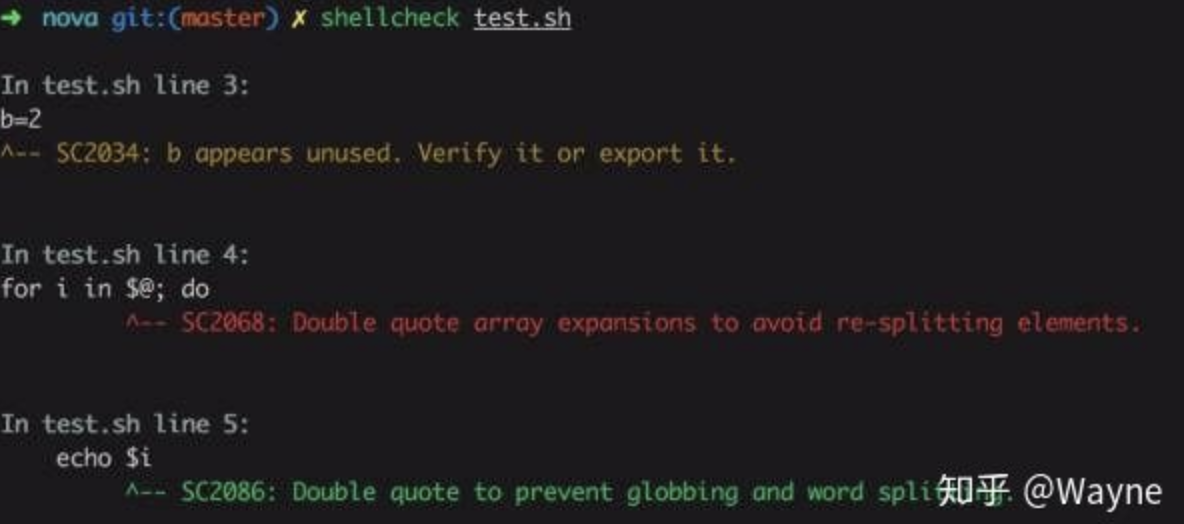 ➜ nova git:(master) ✗ shellcheck test.sh
In test.sh line 3:
b=2
^-- SC2034: b appears unused. Verify it or export it.
In test.sh line 4:
for i in $@; do
^-- SC2068: Double quote array expansions to avoid re-splitting elements.
In test.sh line 5:
echo $i
^-- SC2086: Double quote to prevent globbing and word
知乎 @Wayne